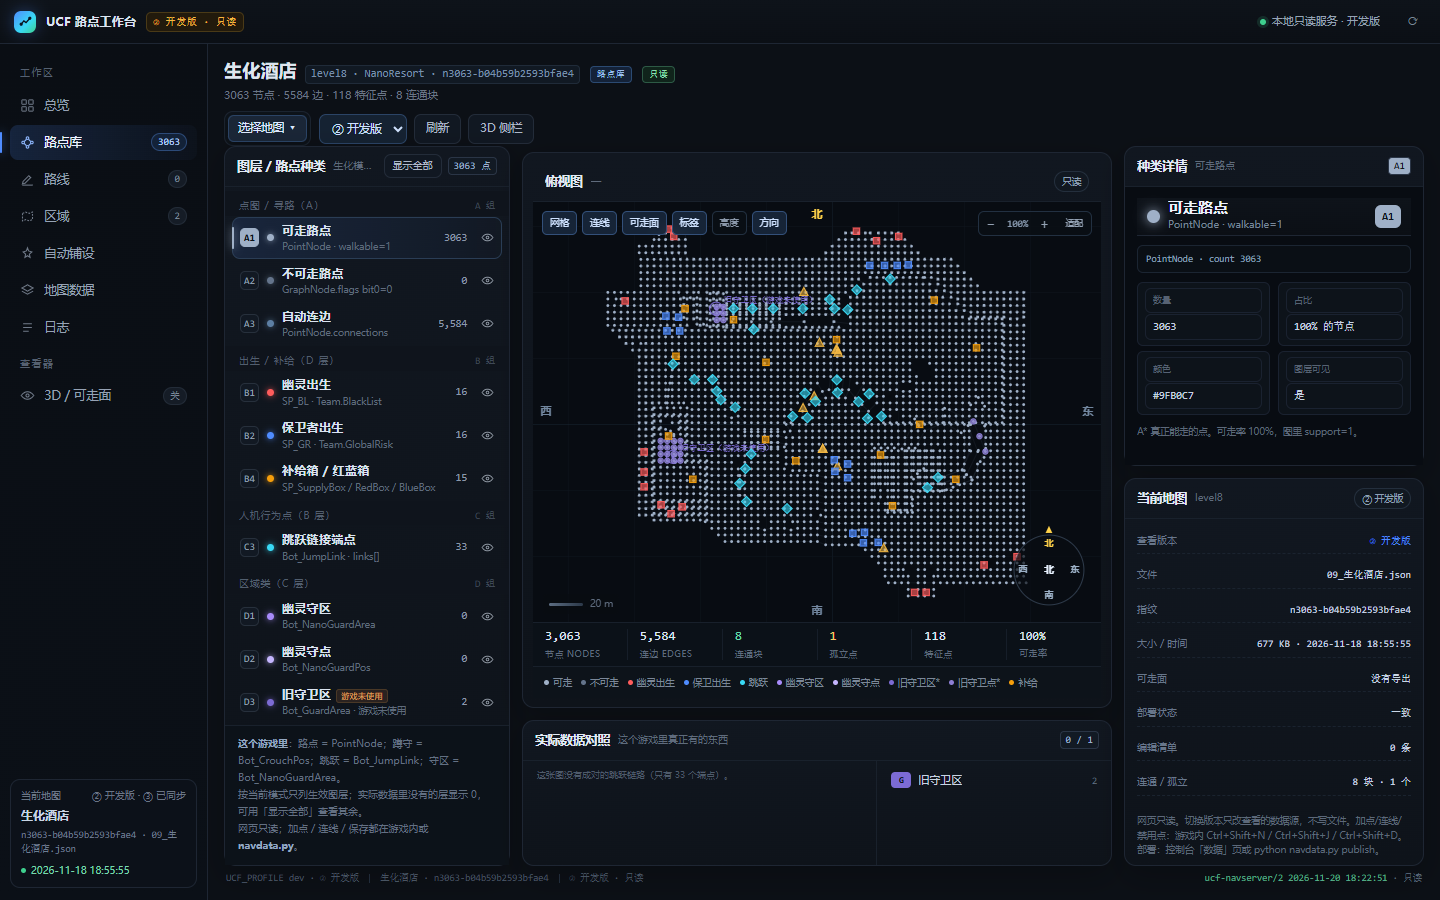 UCF 路点工作台
② 开发版 · 只读
本地只读服务 · 开发版
工作区
总览
路点库
3063
路线
0
区域
2
自动铺设
地图数据
日志
查看器
3D / 可走面
关
当前地图
② 开发版 · ③ 已同步
生化酒店
n3063-b04b59b2593bfae4 · 09_生
化酒店.json
2026-11-18 18:55:55
生化酒店
level8 · NanoResort · n3063-b04b59b2593bfae4
路点库
只读
3063 节点 · 5584 边 · 118 特征点 · 8 连通块
选择地图 ▾
② 开发版
刷新
3D 侧栏
图层 / 路点种类
生化模...
显示全部
3063 点
点图 / 寻路（A）
A 组
A1
可走路点
PointNode · walkable=1
3063
A2
不可走路点
GraphNode.flags bit0=0
0
A3
自动连边
PointNode.connections
5,584
出生 / 补给（D 层）
B 组
B1
幽灵出生
SP_BL · Team.BlackList
16
B2
保卫者出生
SP_GR · Team.GlobalRisk
16
B4
补给箱 / 红蓝箱
SP_SupplyBox / RedBox / BlueBox
15
人机行为点（B 层）
C 组
C3
跳跃链接端点
Bot_JumpLink · links[]
33
区域类（C 层）
D 组
D1
幽灵守区
Bot_NanoGuardArea
0
D2
幽灵守点
Bot_NanoGuardPos
0
D3
旧守卫区
游戏未使用
Bot_GuardArea · 游戏未使用
2
这个游戏里：路点 = PointNode；蹲守 =
Bot_CrouchPos；跳跃 = Bot_JumpLink；守区 =
Bot_NanoGuardArea。
按当前模式只列生效图层；实际数据里没有的层显示 0，
可用「显示全部」查看其余。
网页只读；加点 / 连线 / 保存都在游戏内或
navdata.py。
俯视图
—
只读
网格
连线
可走面
标签
高度
方向
北
− 100% +
适配
西
东
南
20 m
北
西
北
东
南
3,063
节点 NODES
5,584
连边 EDGES
8
连通块
1
孤立点
118
特征点
100%
可走率
可走
不可走
幽灵出生
保卫出生
跳跃
幽灵守区
幽灵守点
旧守卫区*
旧守卫点*
补给
实际数据对照
这个游戏里真正有的东西
0 / 1
这张图没有成对的跳跃链路（只有 33 个端点）。
G
旧守卫区
2
种类详情
可走路点
A1
可走路点
PointNode · walkable=1
A1
PointNode · count 3063
数量
3063
占比
100% 的节点
颜色
#9FB0C7
图层可见
是
A* 真正能走的点。可走率 100%，图里 support=1。
当前地图
level8
② 开发版
查看版本
② 开发版
文件
09_生化酒店.json
指纹
n3063-b04b59b2593bfae4
大小 / 时间
677 KB · 2026-11-18 18:55:55
可走面
没有导出
部署状态
一致
编辑清单
0 条
连通 / 孤立
8 块 · 1 个
网页只读。切换版本只改查看的数据源，不写文件。加点/连线/
禁用点：游戏内 Ctrl+Shift+N / Ctrl+Shift+J / Ctrl+Shift+D。
部署：控制台「数据」页或 python navdata.py publish。
UCF_PROFILE dev · ② 开发版 | 生化酒店 · n3063-b04b59b2593bfae4 | ② 开发版 · 只读
ucf-navserver/2 2026-11-20 18:22:51 · 只读